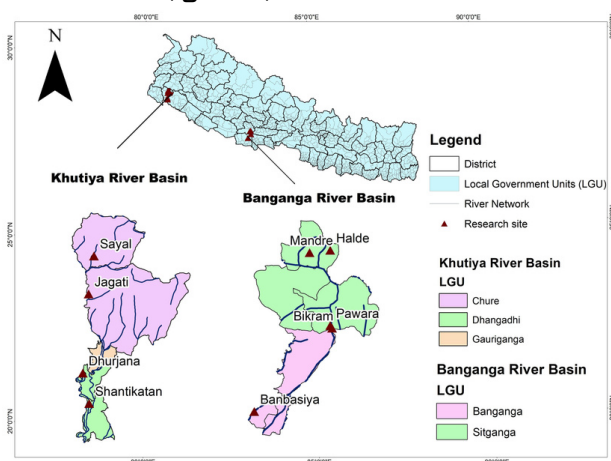 80°0'0"E 85°0'0"E 90°0'0"E
30°0'0"N
N
Khutiya River Basin
Banganga River Basin
Legend
District
Local Government Units (LGU)
River Network
Research site
25°0'0"N
Sayal
Jagati
Dhurjana
Shantikatan
Mandre Halde
Bikram Pawara
Banbasiya
Khutiya River Basin
LGU
Chure
Dhangadhi
Gauriganga
Banganga River Basin
LGU
Banganga
Sitganga
20°0'0"N